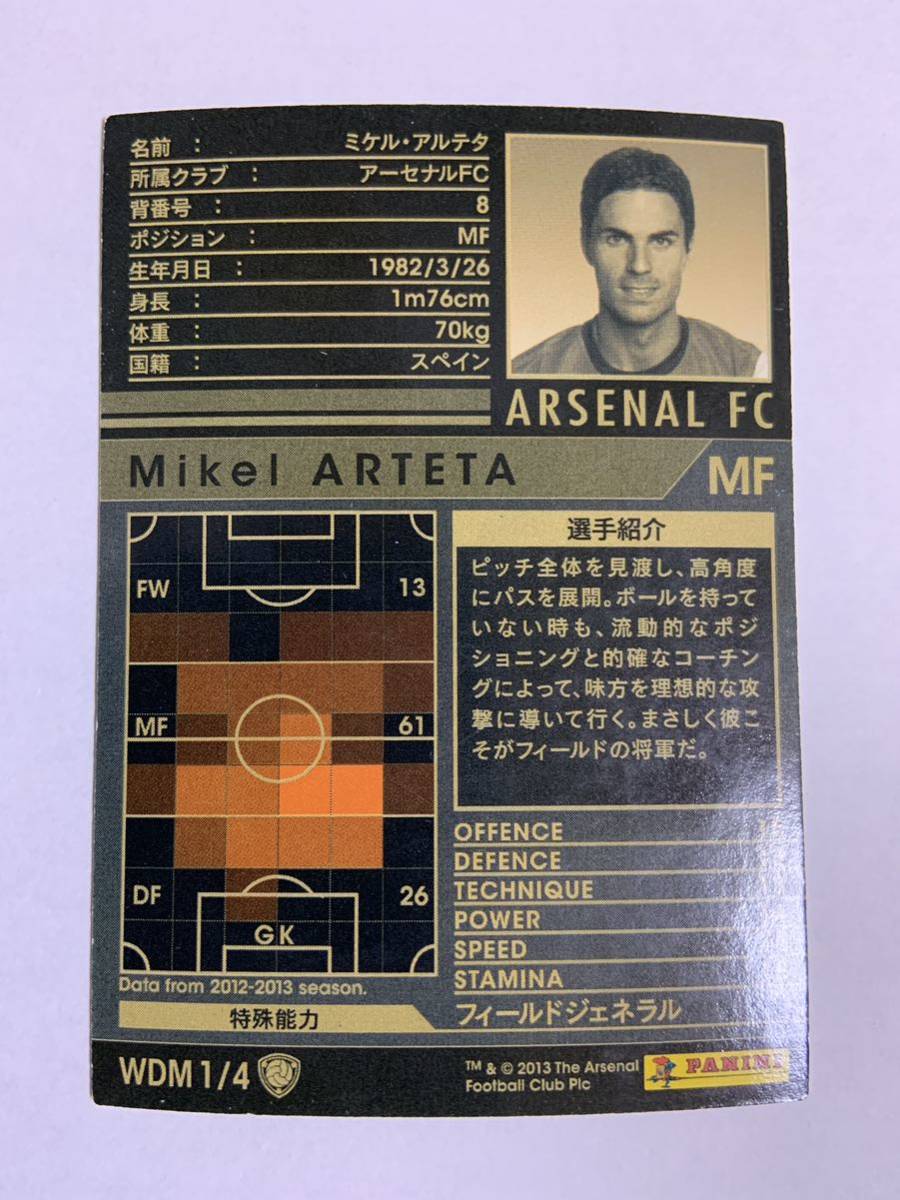 名前 : ミケル・アルテタ
所属クラブ : アーセナルFC
背番号 : 8
ポジション : MF
生年月日 : 1982/3/26
身長 : 1m76cm
体重 : 70kg
国籍 : スペイン
ARSENAL FC
Mikel ARTETA MF
FW 13
MF 61
DF 26
GK
Data from 2012-2013 season.
選手紹介
ピッチ全体を見渡し、高角度
にパスを展開。ボールを持って
いない時も、流動的なポジ
ショニングと的確なコーチン
グによって、味方を理想的な攻
撃に導いて行く。まさしく彼こ
そがフィールドの将軍だ。
OFFENCE
DEFENCE
TECHNIQUE
POWER
SPEED
STAMINA
特殊能力 フィールドジェネラル
WDM 1/4
TM & © 2013 The Arsenal
Football Club Plc
PANINI